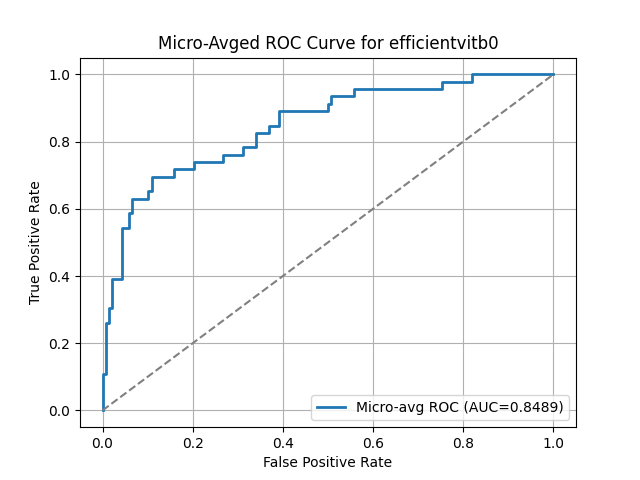 Micro-Avged ROC Curve for efficientvitb0
True Positive Rate
1.0
0.8
0.6
0.4
0.2
0.0
Micro-avg ROC (AUC=0.8489)
0.0 0.2 0.4 0.6 0.8 1.0
False Positive Rate